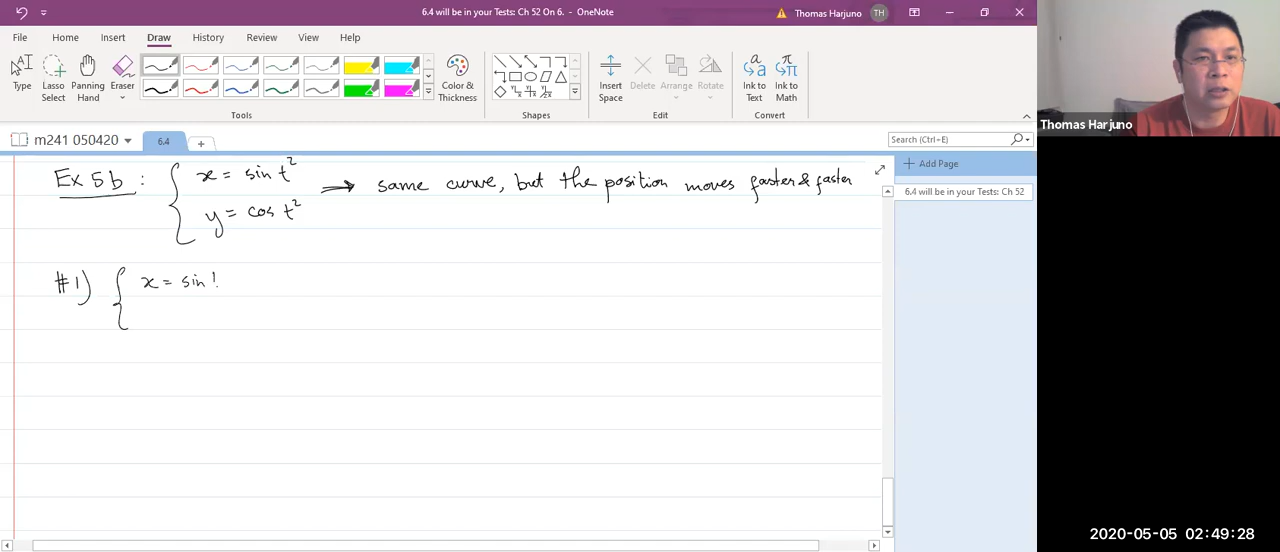 6.4 will be in your Tests: Ch 52 On 6. - OneNote
Thomas Harjuno
TH
File
Home
Insert
Draw
History
Review
View
Help
Type
Lasso Select
Panning Hand
Eraser
Color & Thickness
Insert Space
Delete
Arrange
Rotate
Ink to Text
Ink to Math
Tools
Shapes
Edit
Convert
m241 050420
6.4
Search (Ctrl+E)
Add Page
6.4 will be in your Tests: Ch 52
Ex 5b : { x = sin t²
⇒ same curve, but the position moves faster & faster
y = cos t²
#1) { x = sin
Thomas Harjuno
2020-05-05 02:49:28